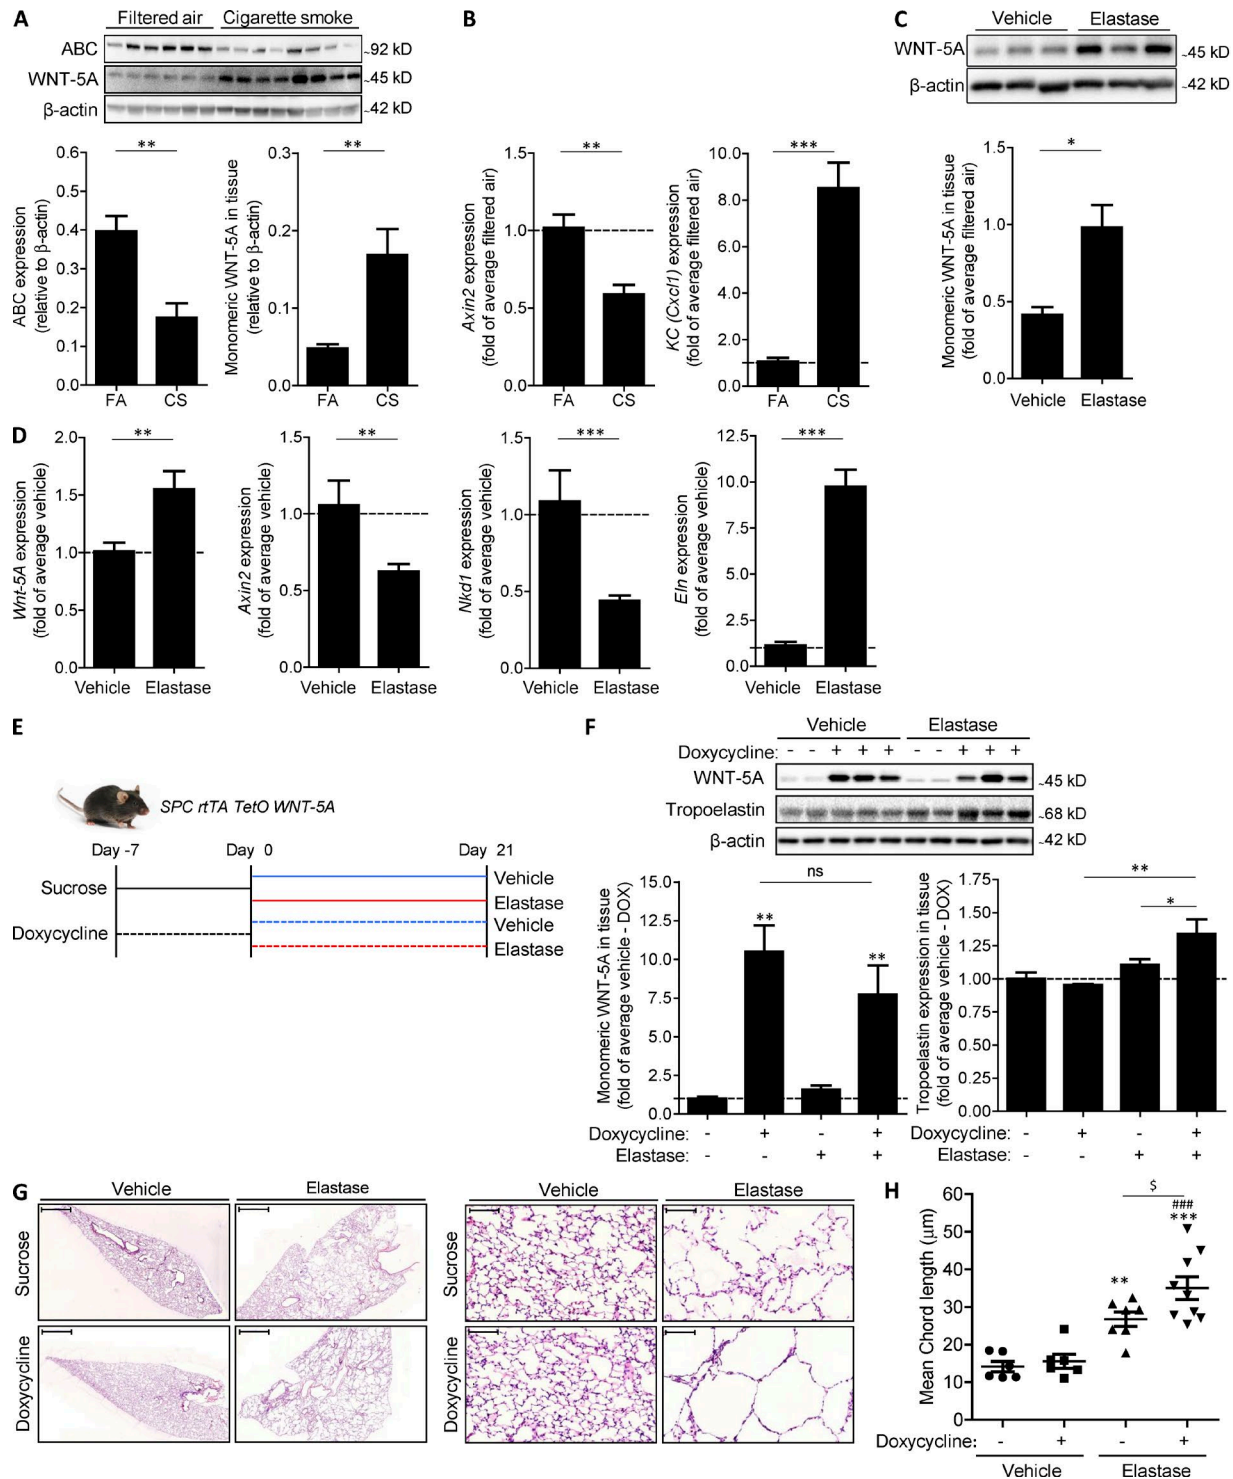 A
Filtered air Cigarette smoke
ABC ~92 kD
WNT-5A ~45 kD
β-actin ~42 kD
ABC expression
(relative to β-actin)
0.6
0.5
0.4
0.3
0.2
0.1
0.0
**
FA CS
Monomeric WNT-5A in tissue
(relative to β-actin)
0.3
0.2
0.1
0.0
**
FA CS
B
Axin2 expression
(fold of average filtered air)
1.5
1.0
0.5
0.0
**
FA CS
KC (Cxcl1) expression
(fold of average filtered air)
10.0
8.0
6.0
4.0
2.0
0.0
***
FA CS
C
Vehicle Elastase
WNT-5A ~45 kD
β-actin ~42 kD
Monomeric WNT-5A in tissue
(fold of average filtered air)
1.5
1.0
0.5
0.0
*
Vehicle Elastase
D
Wnt-5A expression
(fold of average vehicle)
2.0
1.5
1.0
0.5
0.0
**
Vehicle Elastase
Axin2 expression
(fold of average vehicle)
1.5
1.0
0.5
0.0
**
Vehicle Elastase
Nkd1 expression
(fold of average vehicle)
1.5
1.0
0.5
0.0
***
Vehicle Elastase
Eln expression
(fold of average vehicle)
12.5
10.0
7.5
5.0
2.5
0.0
***
Vehicle Elastase
E
SPC rtTA TetO WNT-5A
Day -7 Day 0 Day 21
Sucrose
Doxycycline
Vehicle
Elastase
Vehicle
Elastase
F
Vehicle Elastase
Doxycycline: - - + + + - - + + +
WNT-5A ~45 kD
Tropoelastin ~68 kD
β-actin ~42 kD
Monomeric WNT-5A in tissue
(fold of average vehicle - DOX)
15.0
12.5
10.0
7.5
5.0
2.5
0.0
ns
**
**
Doxycycline: - + - +
Elastase: - - + +
Tropoelastin expression in tissue
(fold of average vehicle - DOX)
1.75
1.50
1.25
1.00
0.75
0.50
0.25
0.00
**
*
Doxycycline: - + - +
Elastase: - - + +
G
Vehicle Elastase
Sucrose
Doxycycline
Vehicle Elastase
Sucrose
Doxycycline
H
Mean Chord length (μm)
60
50
40
30
20
10
0
$
###
***
**
Doxycycline: - + - +
Vehicle Elastase